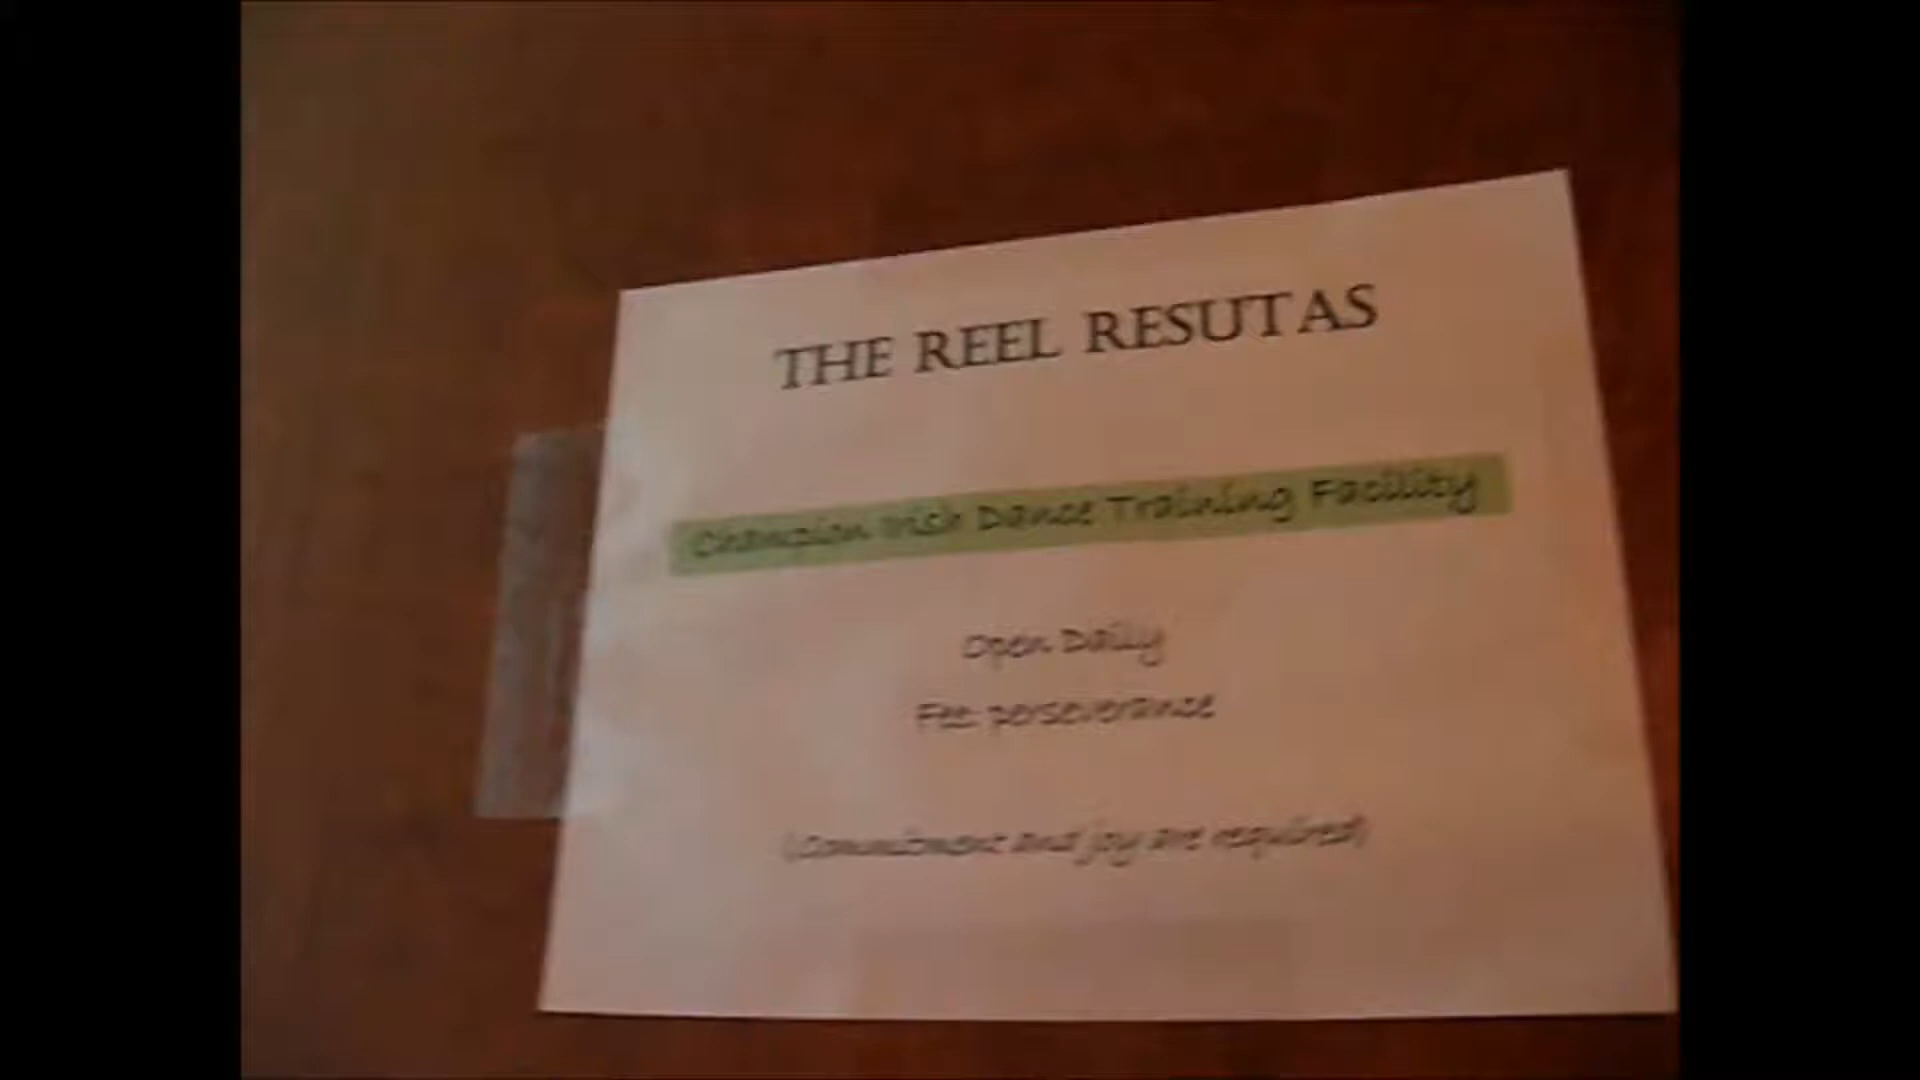 THE REEL RESUTAS
Champion Irish Dance Training Facility
Open Daily
Fee perseverance
(Commitment and joy are required)